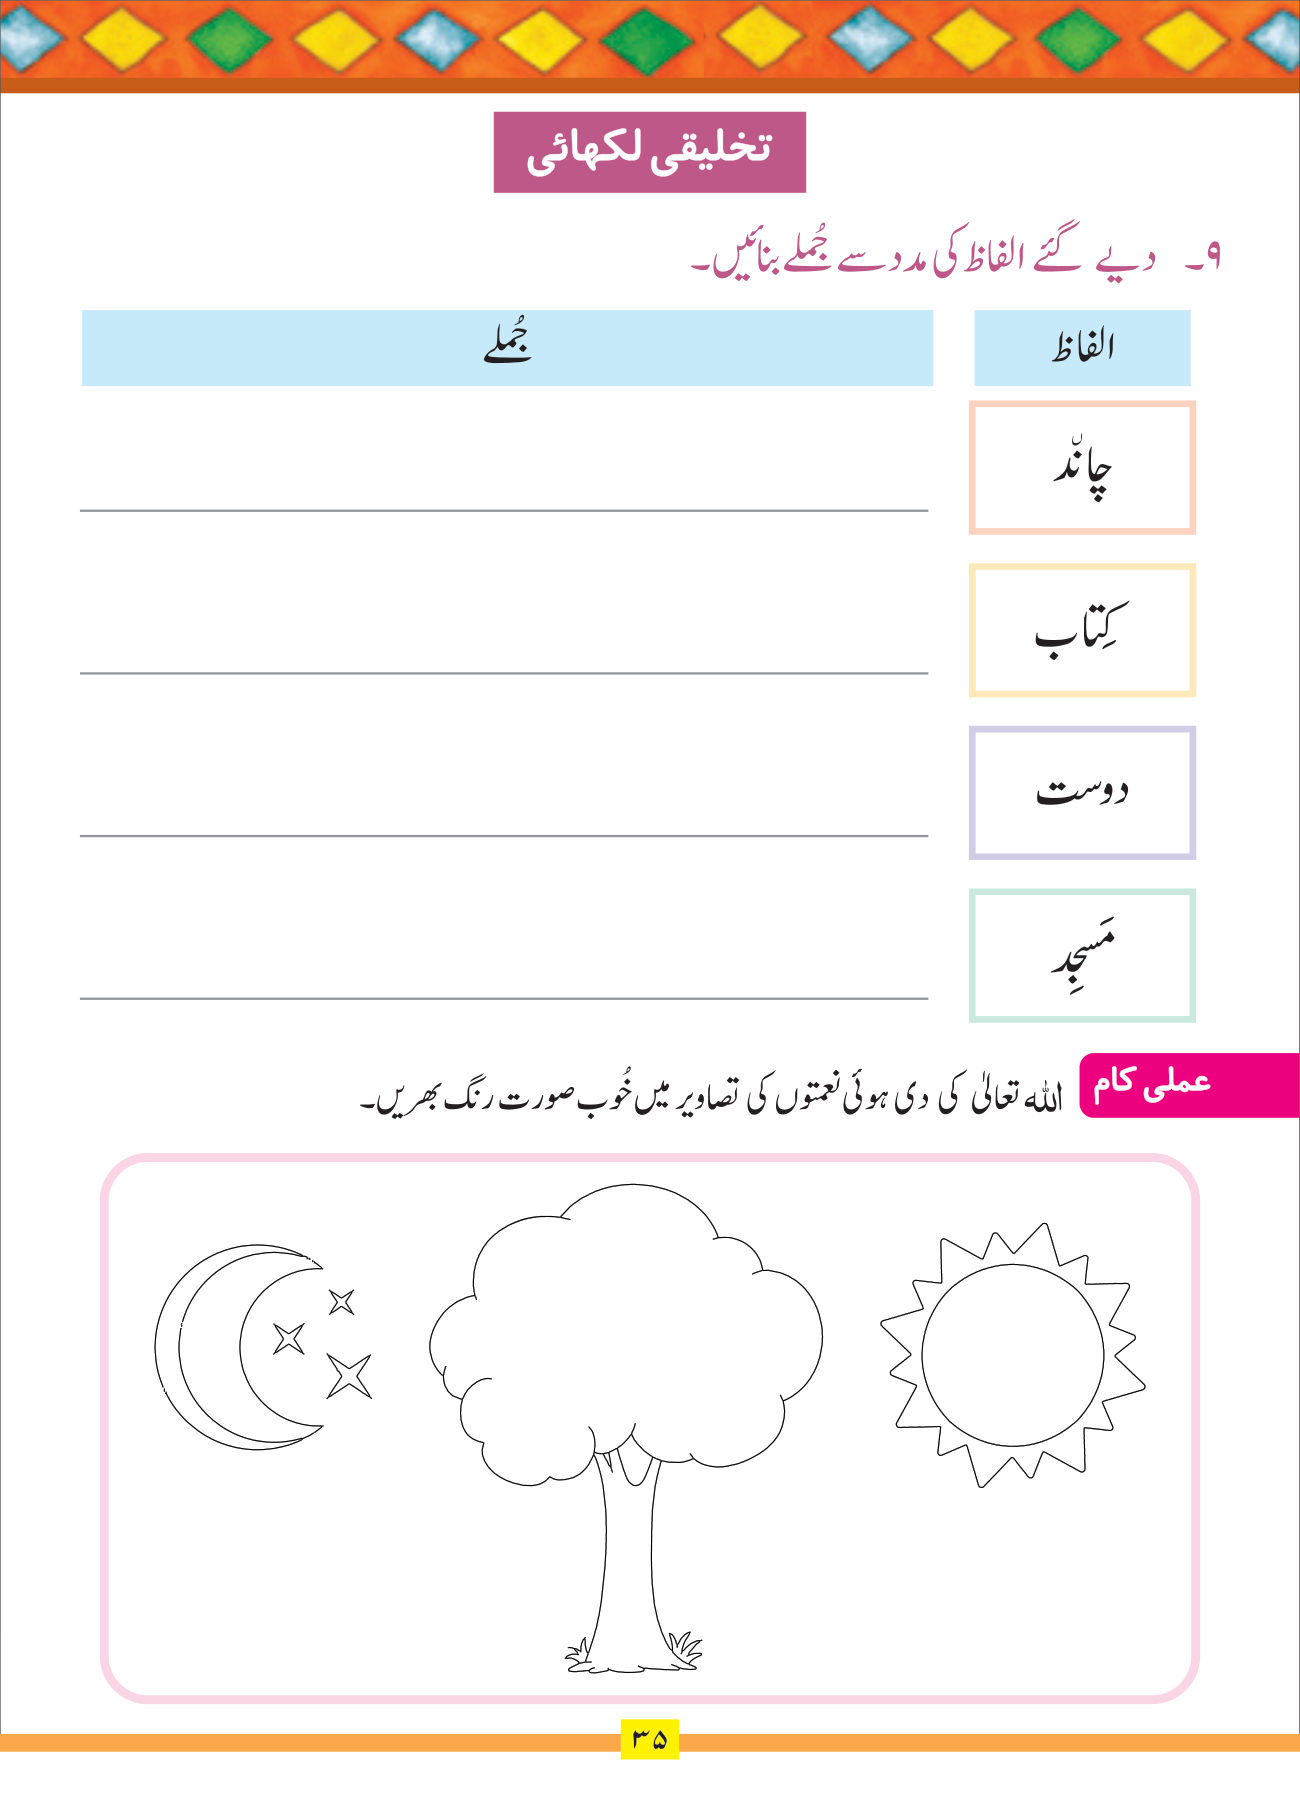 تخلیقی لکھائی
۹۔ دیے گئے الفاظ کی مدد سے جُملے بنائیں۔
الفاظ جُملے
چاند
کِتاب
دوست
مَسجِد
عملی کام اللہ تعالیٰ کی دی ہوئی نعمتوں کی تصاویر میں خُوب صورت رنگ بھریں۔
۳۵